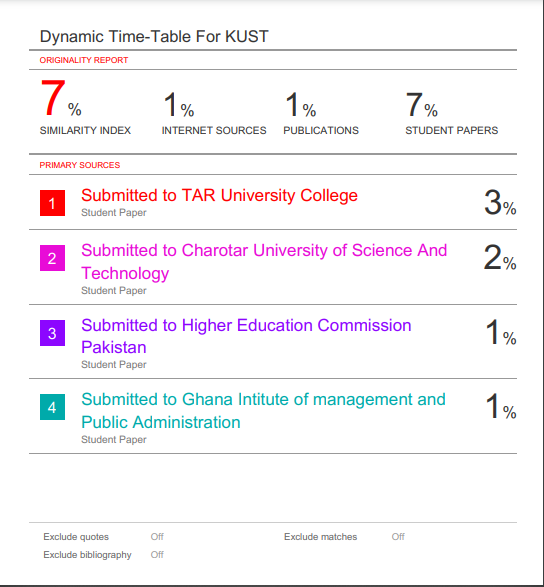 Dynamic Time-Table For KUST
ORIGINALITY REPORT
7% 1% 1% 7%
SIMILARITY INDEX INTERNET SOURCES PUBLICATIONS STUDENT PAPERS
PRIMARY SOURCES
1 Submitted to TAR University College 3%
Student Paper
2 Submitted to Charotar University of Science And 2%
Technology
Student Paper
3 Submitted to Higher Education Commission 1%
Pakistan
Student Paper
4 Submitted to Ghana Intitute of management and 1%
Public Administration
Student Paper
Exclude quotes Off Exclude matches Off
Exclude bibliography Off